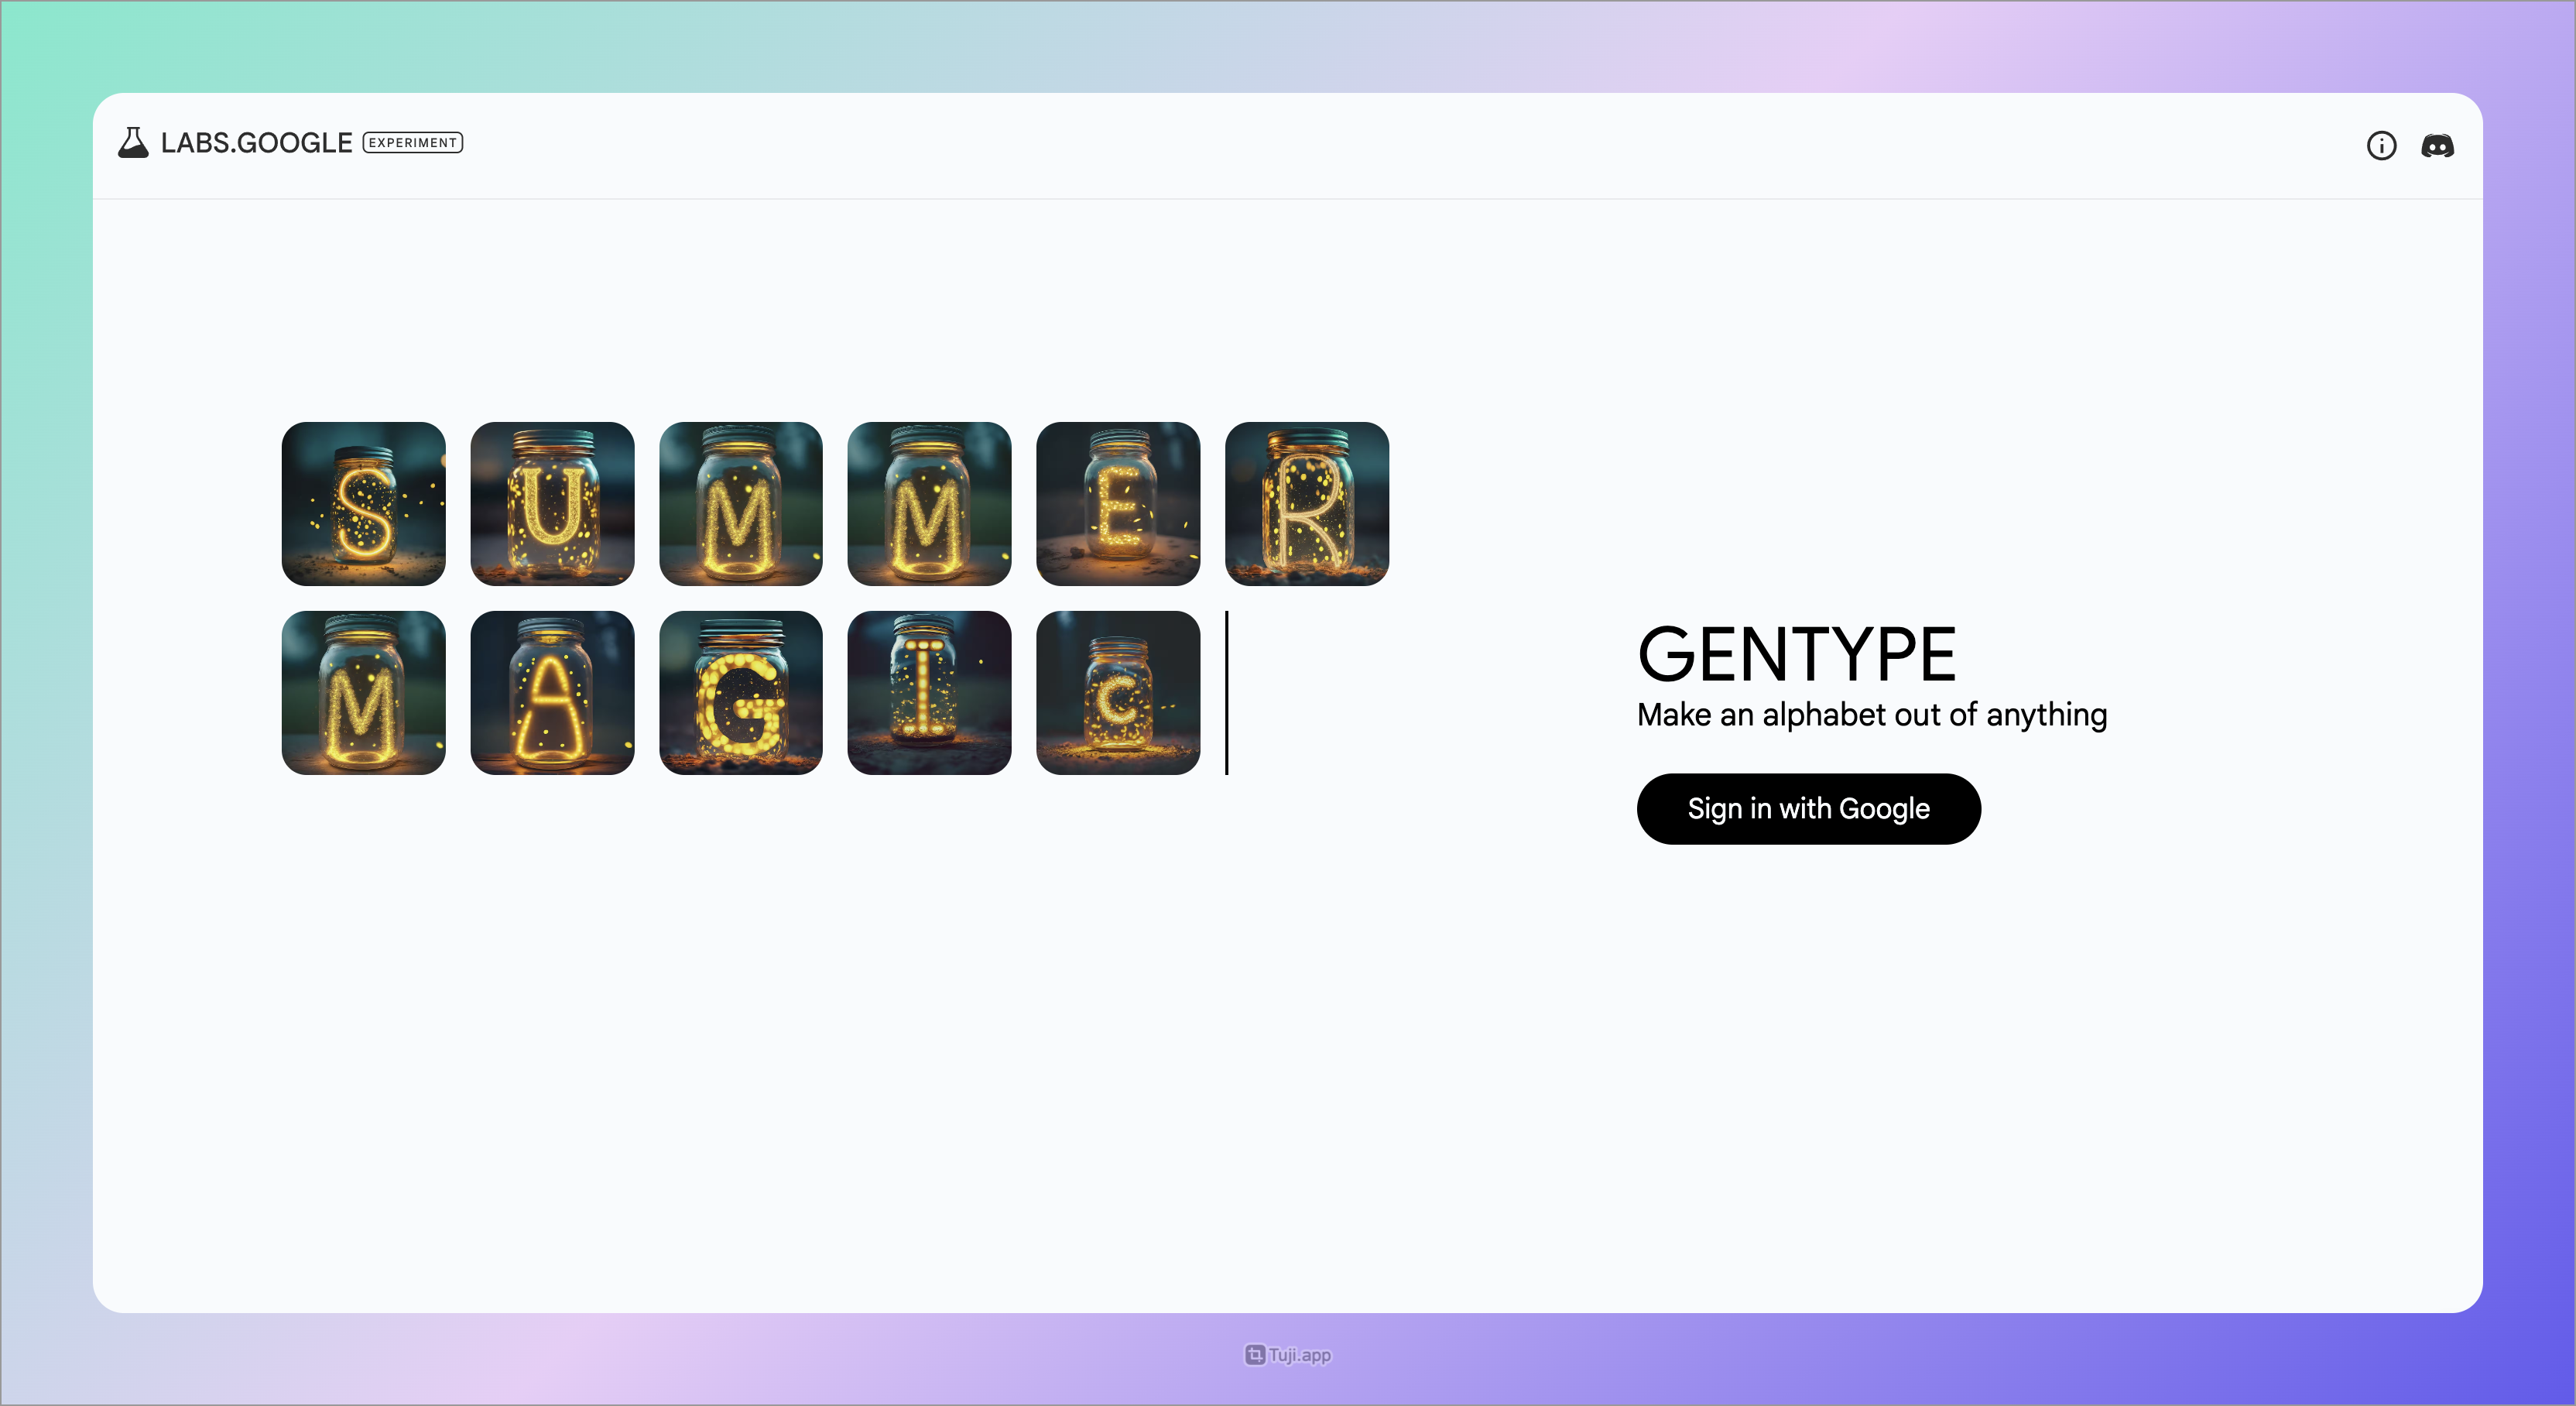 LABS.GOOGLE EXPERIMENT
SUMMER
MAGIC
GENTYPE
Make an alphabet out of anything
Sign in with Google
Tuji.app